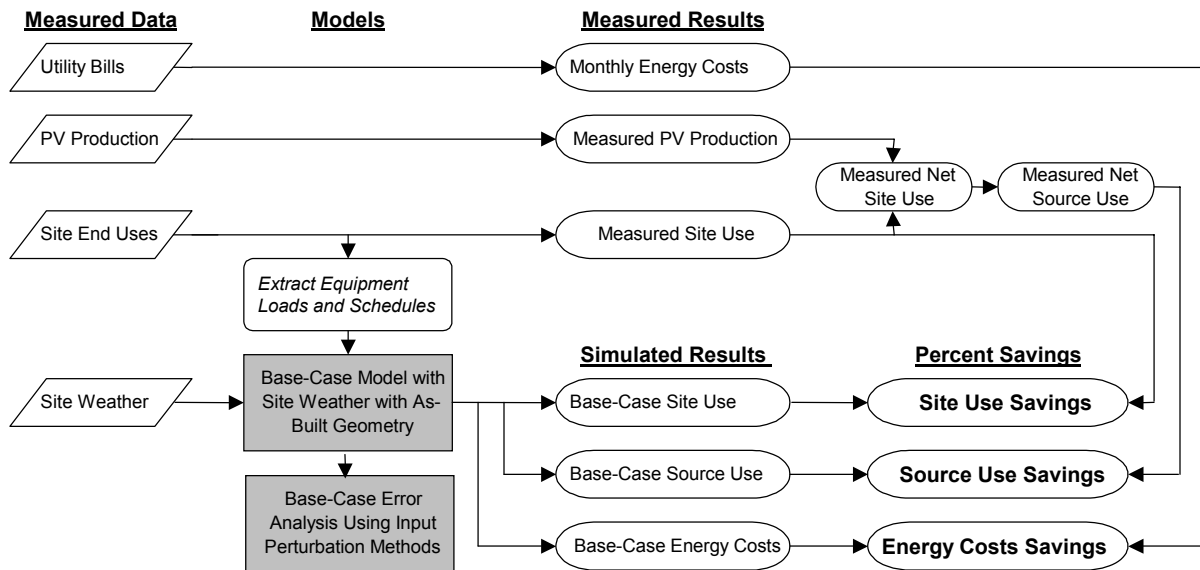 Measured Data
Models
Measured Results
Utility Bills
Monthly Energy Costs
PV Production
Measured PV Production
Measured Net
Site Use
Measured Net
Source Use
Site End Uses
Measured Site Use
Extract Equipment
Loads and Schedules
Simulated Results
Percent Savings
Site Weather
Base-Case Model with
Site Weather with As-
Built Geometry
Base-Case Site Use
Site Use Savings
Base-Case Source Use
Source Use Savings
Base-Case Error
Analysis Using Input
Perturbation Methods
Base-Case Energy Costs
Energy Costs Savings